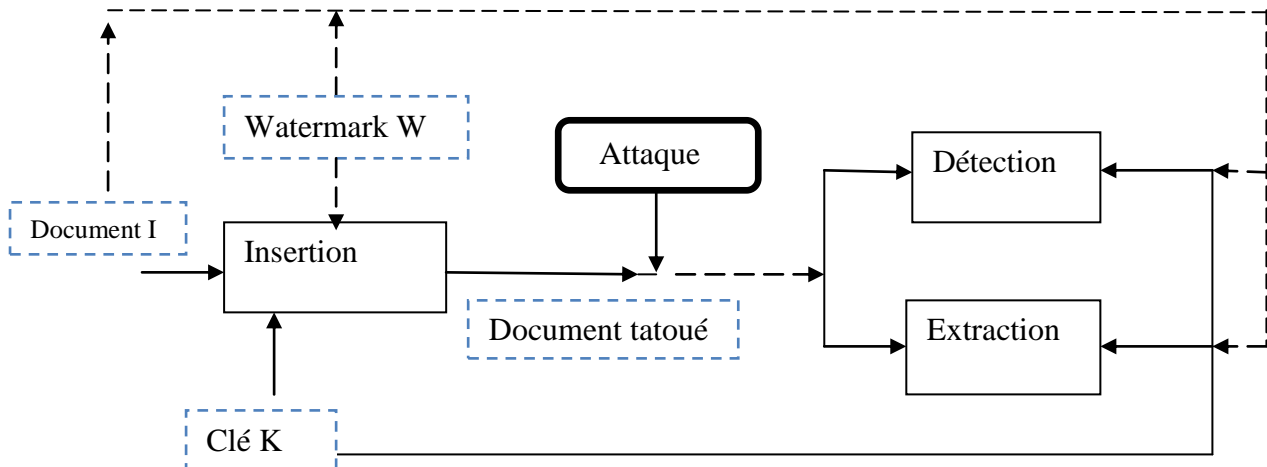 Watermark W
Attaque
Détection
Document I
Insertion
Document tatoué
Extraction
Clé K